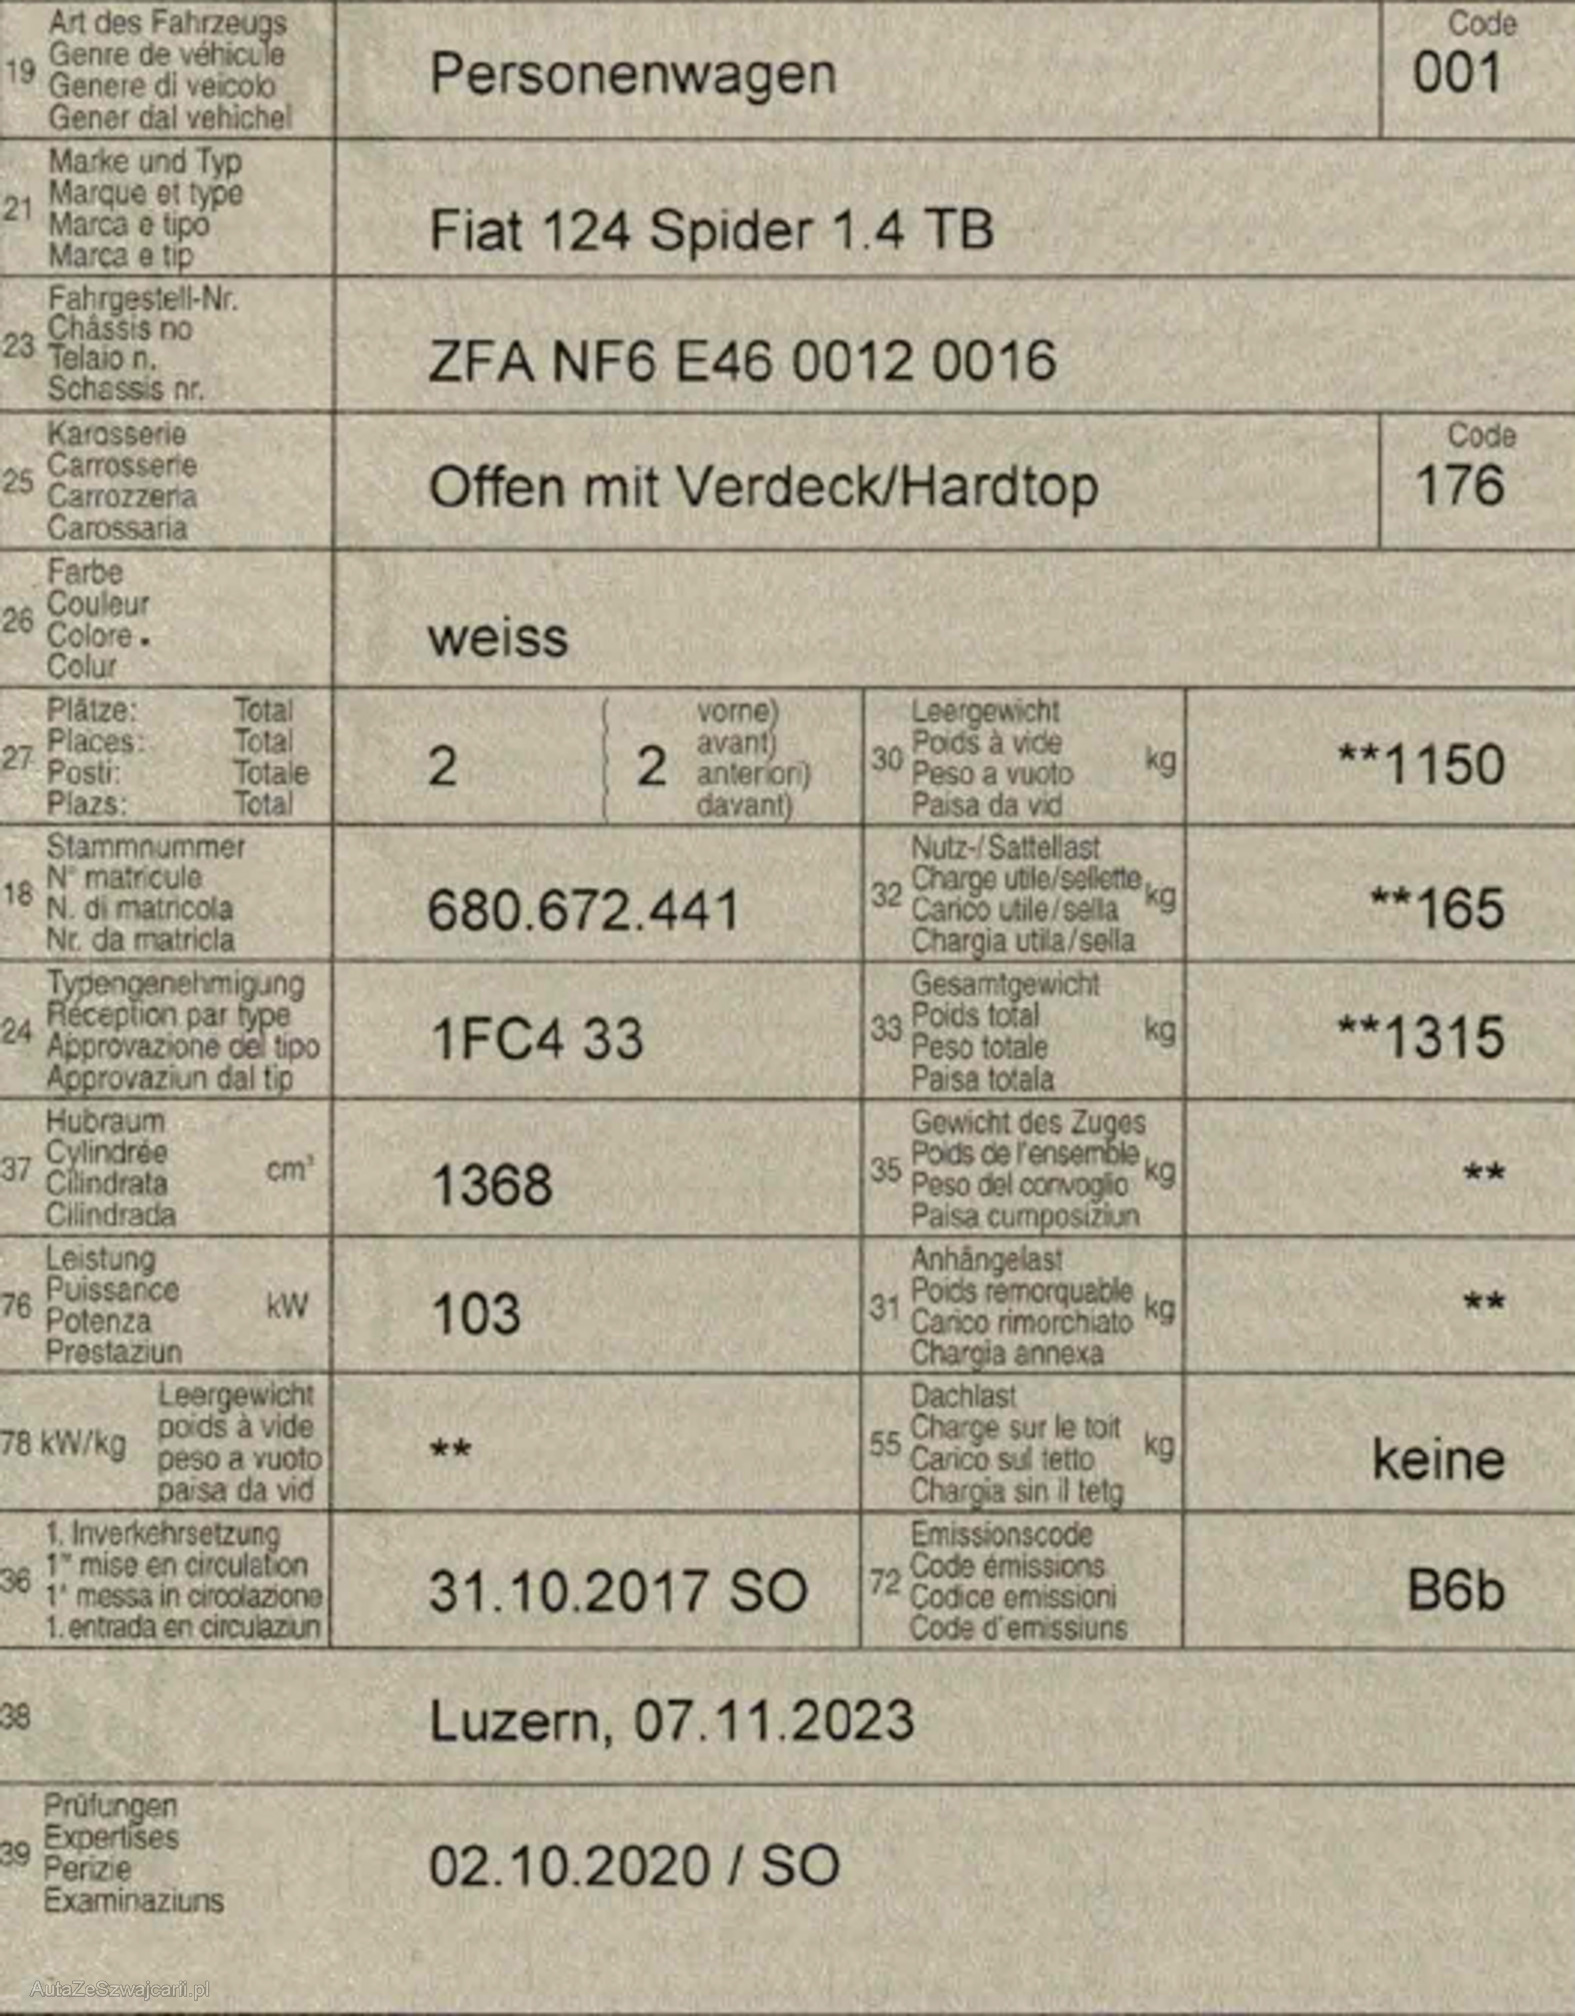 19 Art des Fahrzeugs
Genre de véhicule
Genere di veicolo
Gener dal vehichel
Personenwagen
Code
001
21 Marke und Typ
Marque et type
Marca e tipo
Marca e tip
Fiat 124 Spider 1.4 TB
23 Fahrgestell-Nr.
Châssis no
Telaio n.
Schassis nr.
ZFA NF6 E46 0012 0016
25 Karosserie
Carrosserie
Carrozzeria
Carossaria
Offen mit Verdeck/Hardtop
Code
176
26 Farbe
Couleur
Colore
Colur
weiss
27 Plätze: Total
Places: Total
Posti: Totale
Plazs: Total
2 ( 2 vorne)
avant)
anteriori)
davant)
30 Leergewicht
Poids à vide
Peso a vuoto
Paisa da vid
kg
**1150
18 Stammnummer
N° matricule
N. di matricola
Nr. da matricla
680.672.441
32 Nutz-/Sattellast
Charge utile/sellette
Carico utile/sella
Chargia utila/sella
kg
**165
24 Typengenehmigung
Réception par type
Approvazione del tipo
Approvaziun dal tip
1FC4 33
33 Gesamtgewicht
Poids total
Peso totale
Paisa totala
kg
**1315
37 Hubraum
Cylindrée
Cilindrata
Cilindrada
cm³
1368
35 Gewicht des Zuges
Poids de l'ensemble
Peso del convoglio
Paisa cumposiziun
kg
**
76 Leistung
Puissance
Potenza
Prestaziun
kW
103
31 Anhängelast
Poids remorquable
Carico rimorchiato
Chargia annexa
kg
**
78 kW/kg
Leergewicht
poids à vide
peso a vuoto
paisa da vid
**
55 Dachlast
Charge sur le toit
Carico sul tetto
Chargia sin il tetg
kg
keine
36 1. Inverkehrsetzung
1re mise en circulation
1a messa in circolazione
1. entrada en circulaziun
31.10.2017 SO
72 Emissionscode
Code émissions
Codice emissioni
Code d'emissiuns
B6b
38
Luzern, 07.11.2023
39 Prüfungen
Expertises
Perizie
Examinaziuns
02.10.2020 / SO
AutaZeSzwajcarii.pl